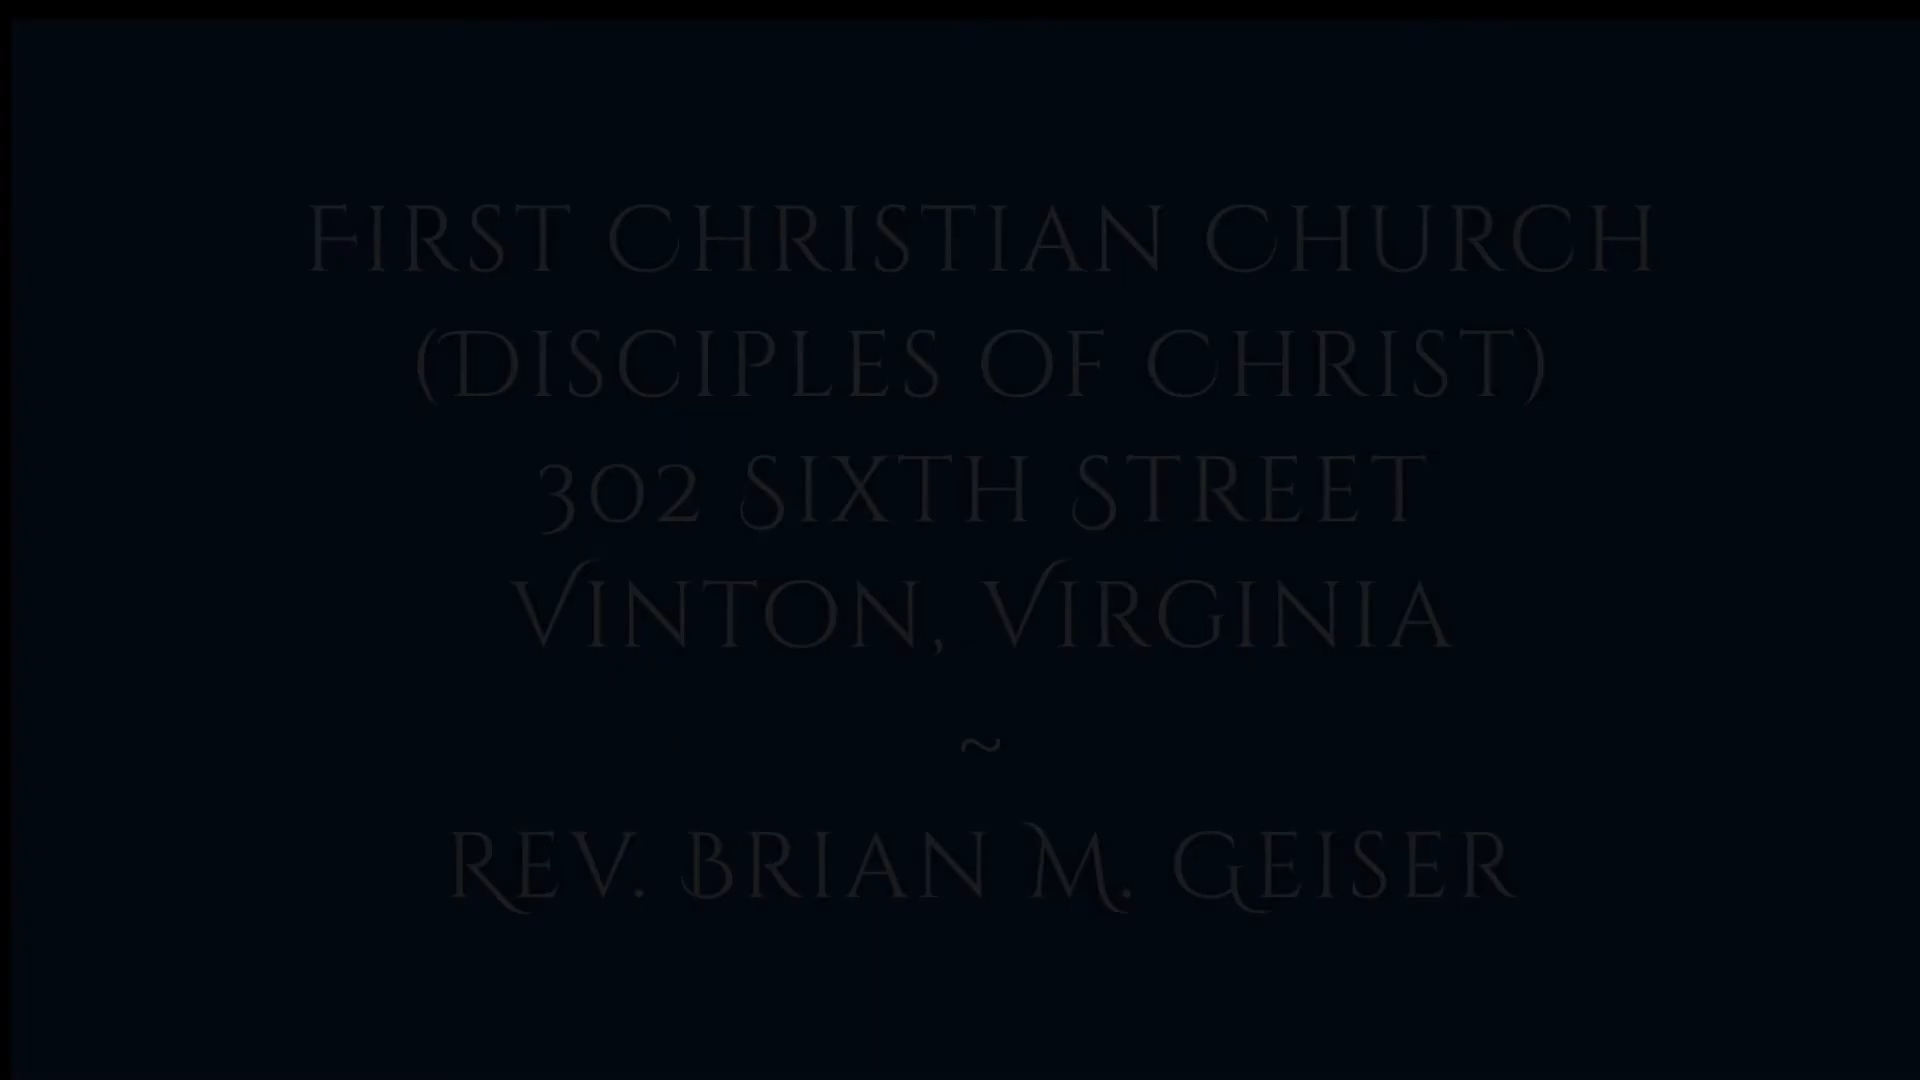 First Christian Church
(Disciples of Christ)
302 Sixth Street
Vinton, Virginia
~
Rev. Brian M. Geiser